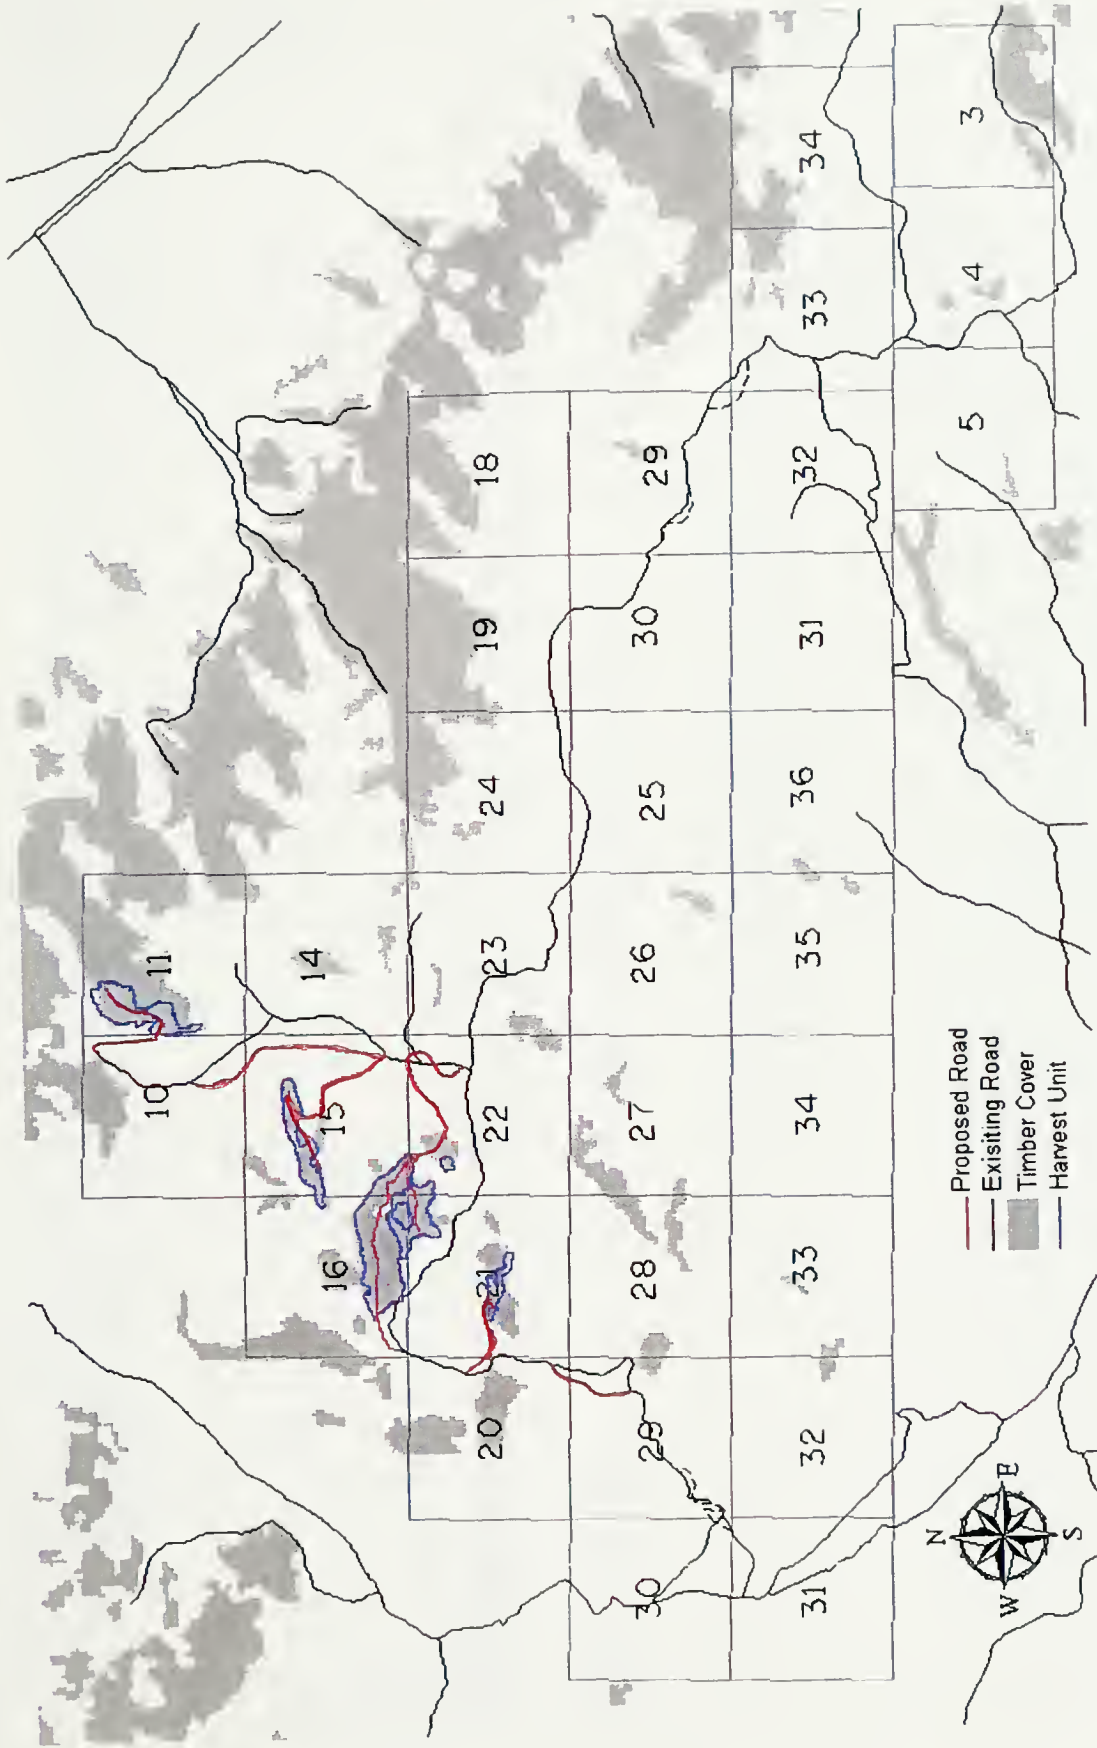 10 11
16 15 14
20 21 22 23 24 19 18
30 29 28 27 26 25 30 29
31 32 33 34 35 36 31 32 33 34
5 4 3
N
W E
S
Proposed Road
Exisiting Road
Timber Cover
Harvest Unit